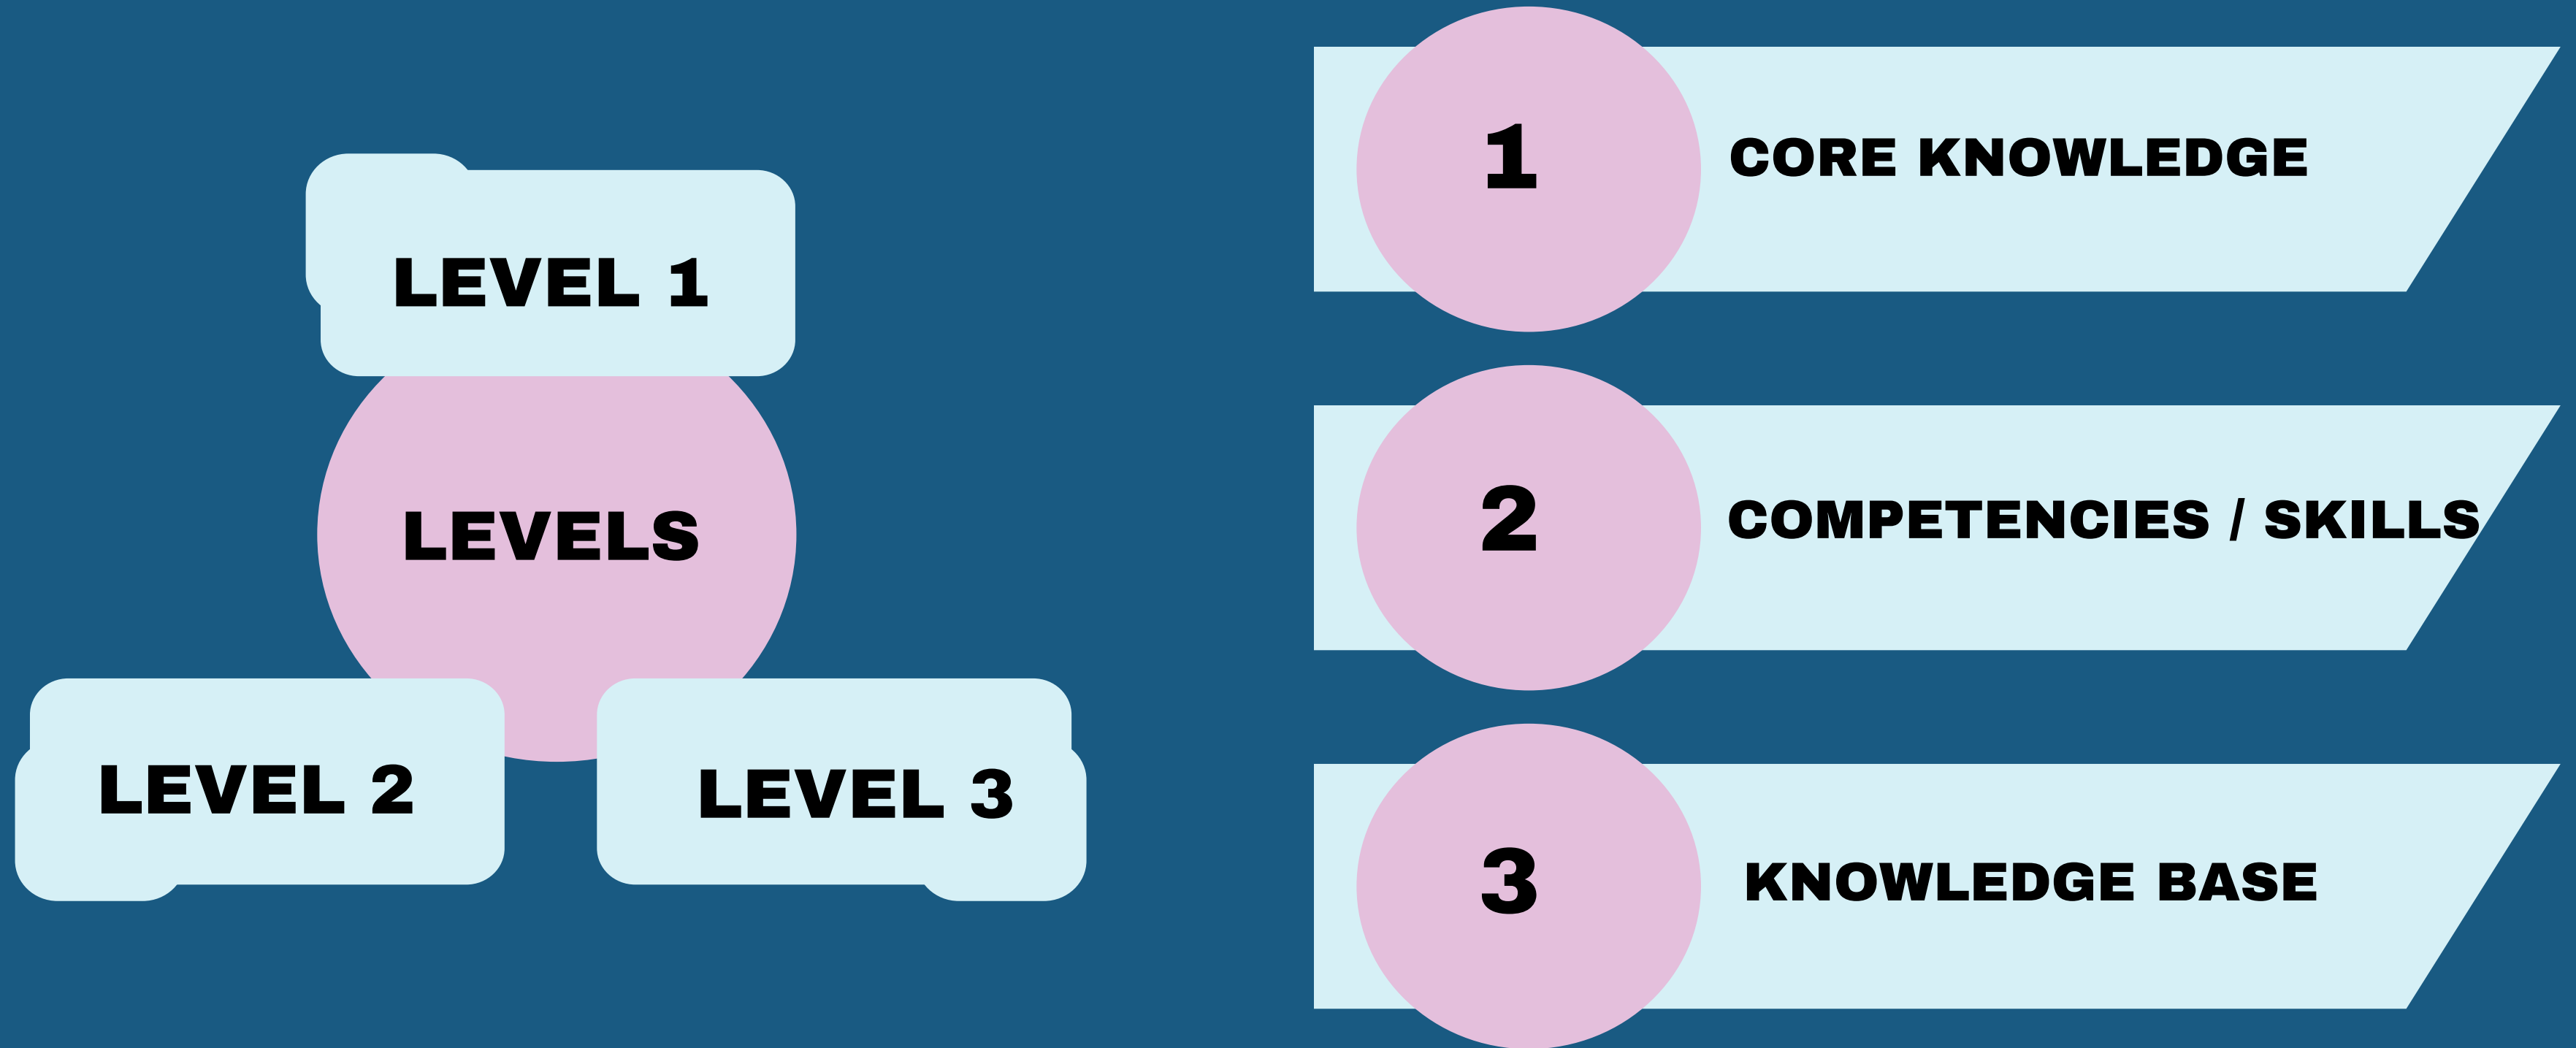 LEVEL 1
LEVELS
LEVEL 2
LEVEL 3
1
CORE KNOWLEDGE
2
COMPETENCIES / SKILLS
3
KNOWLEDGE BASE